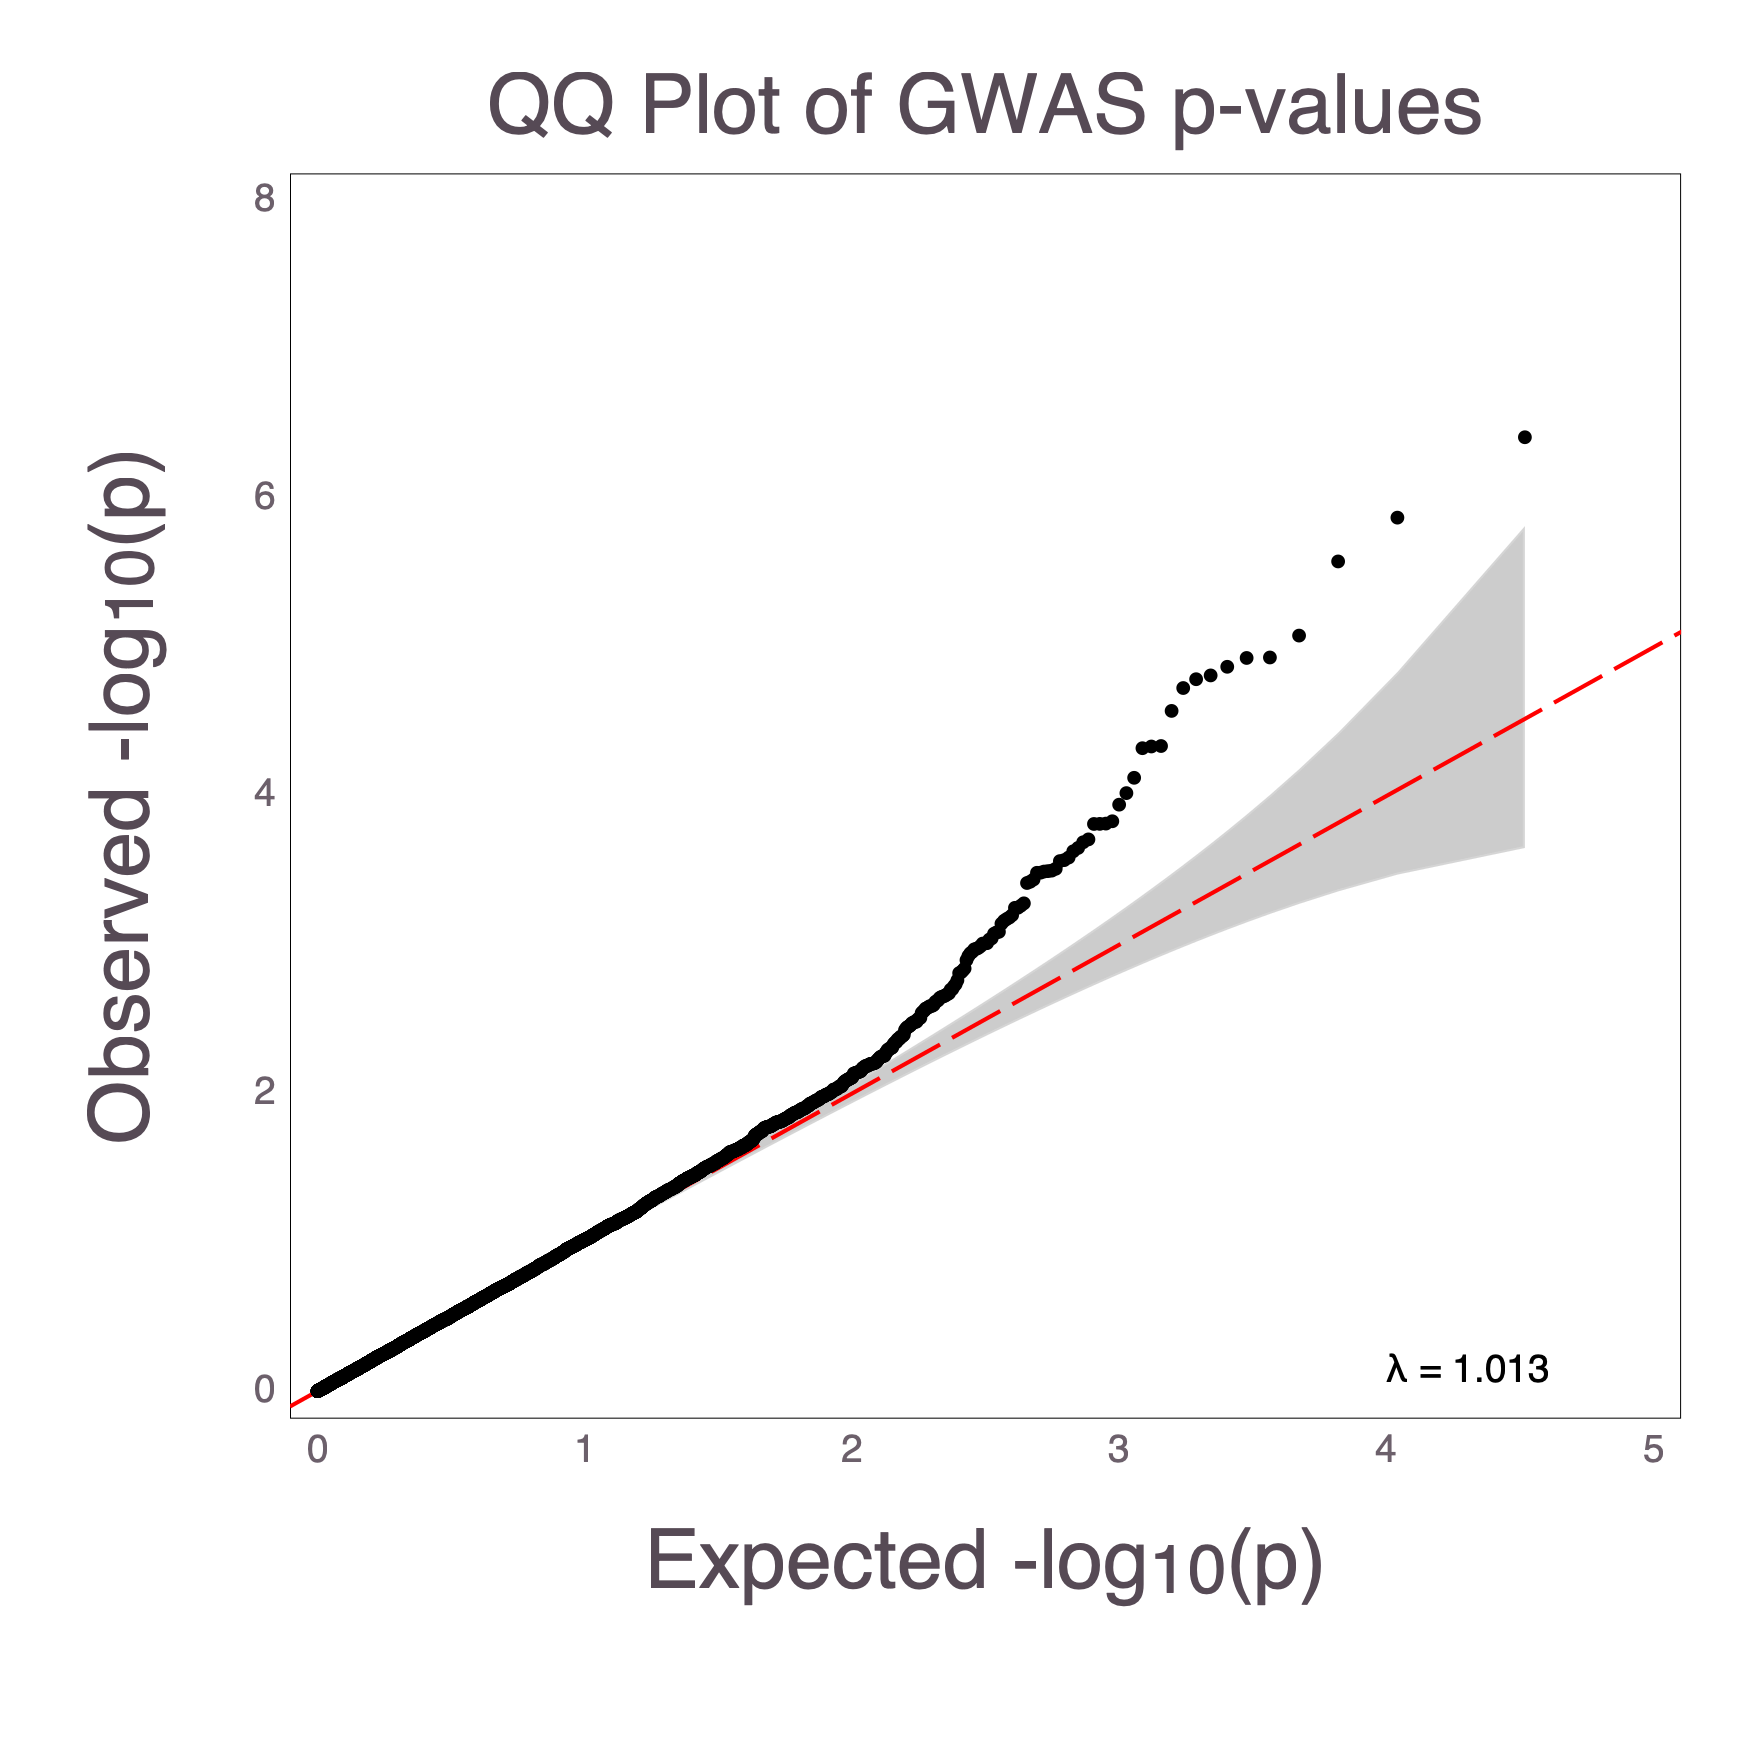 QQ Plot of GWAS p-values
8
6
4
2
0
Observed -log10(p)
λ = 1.013
0 1 2 3 4 5
Expected -log10(p)